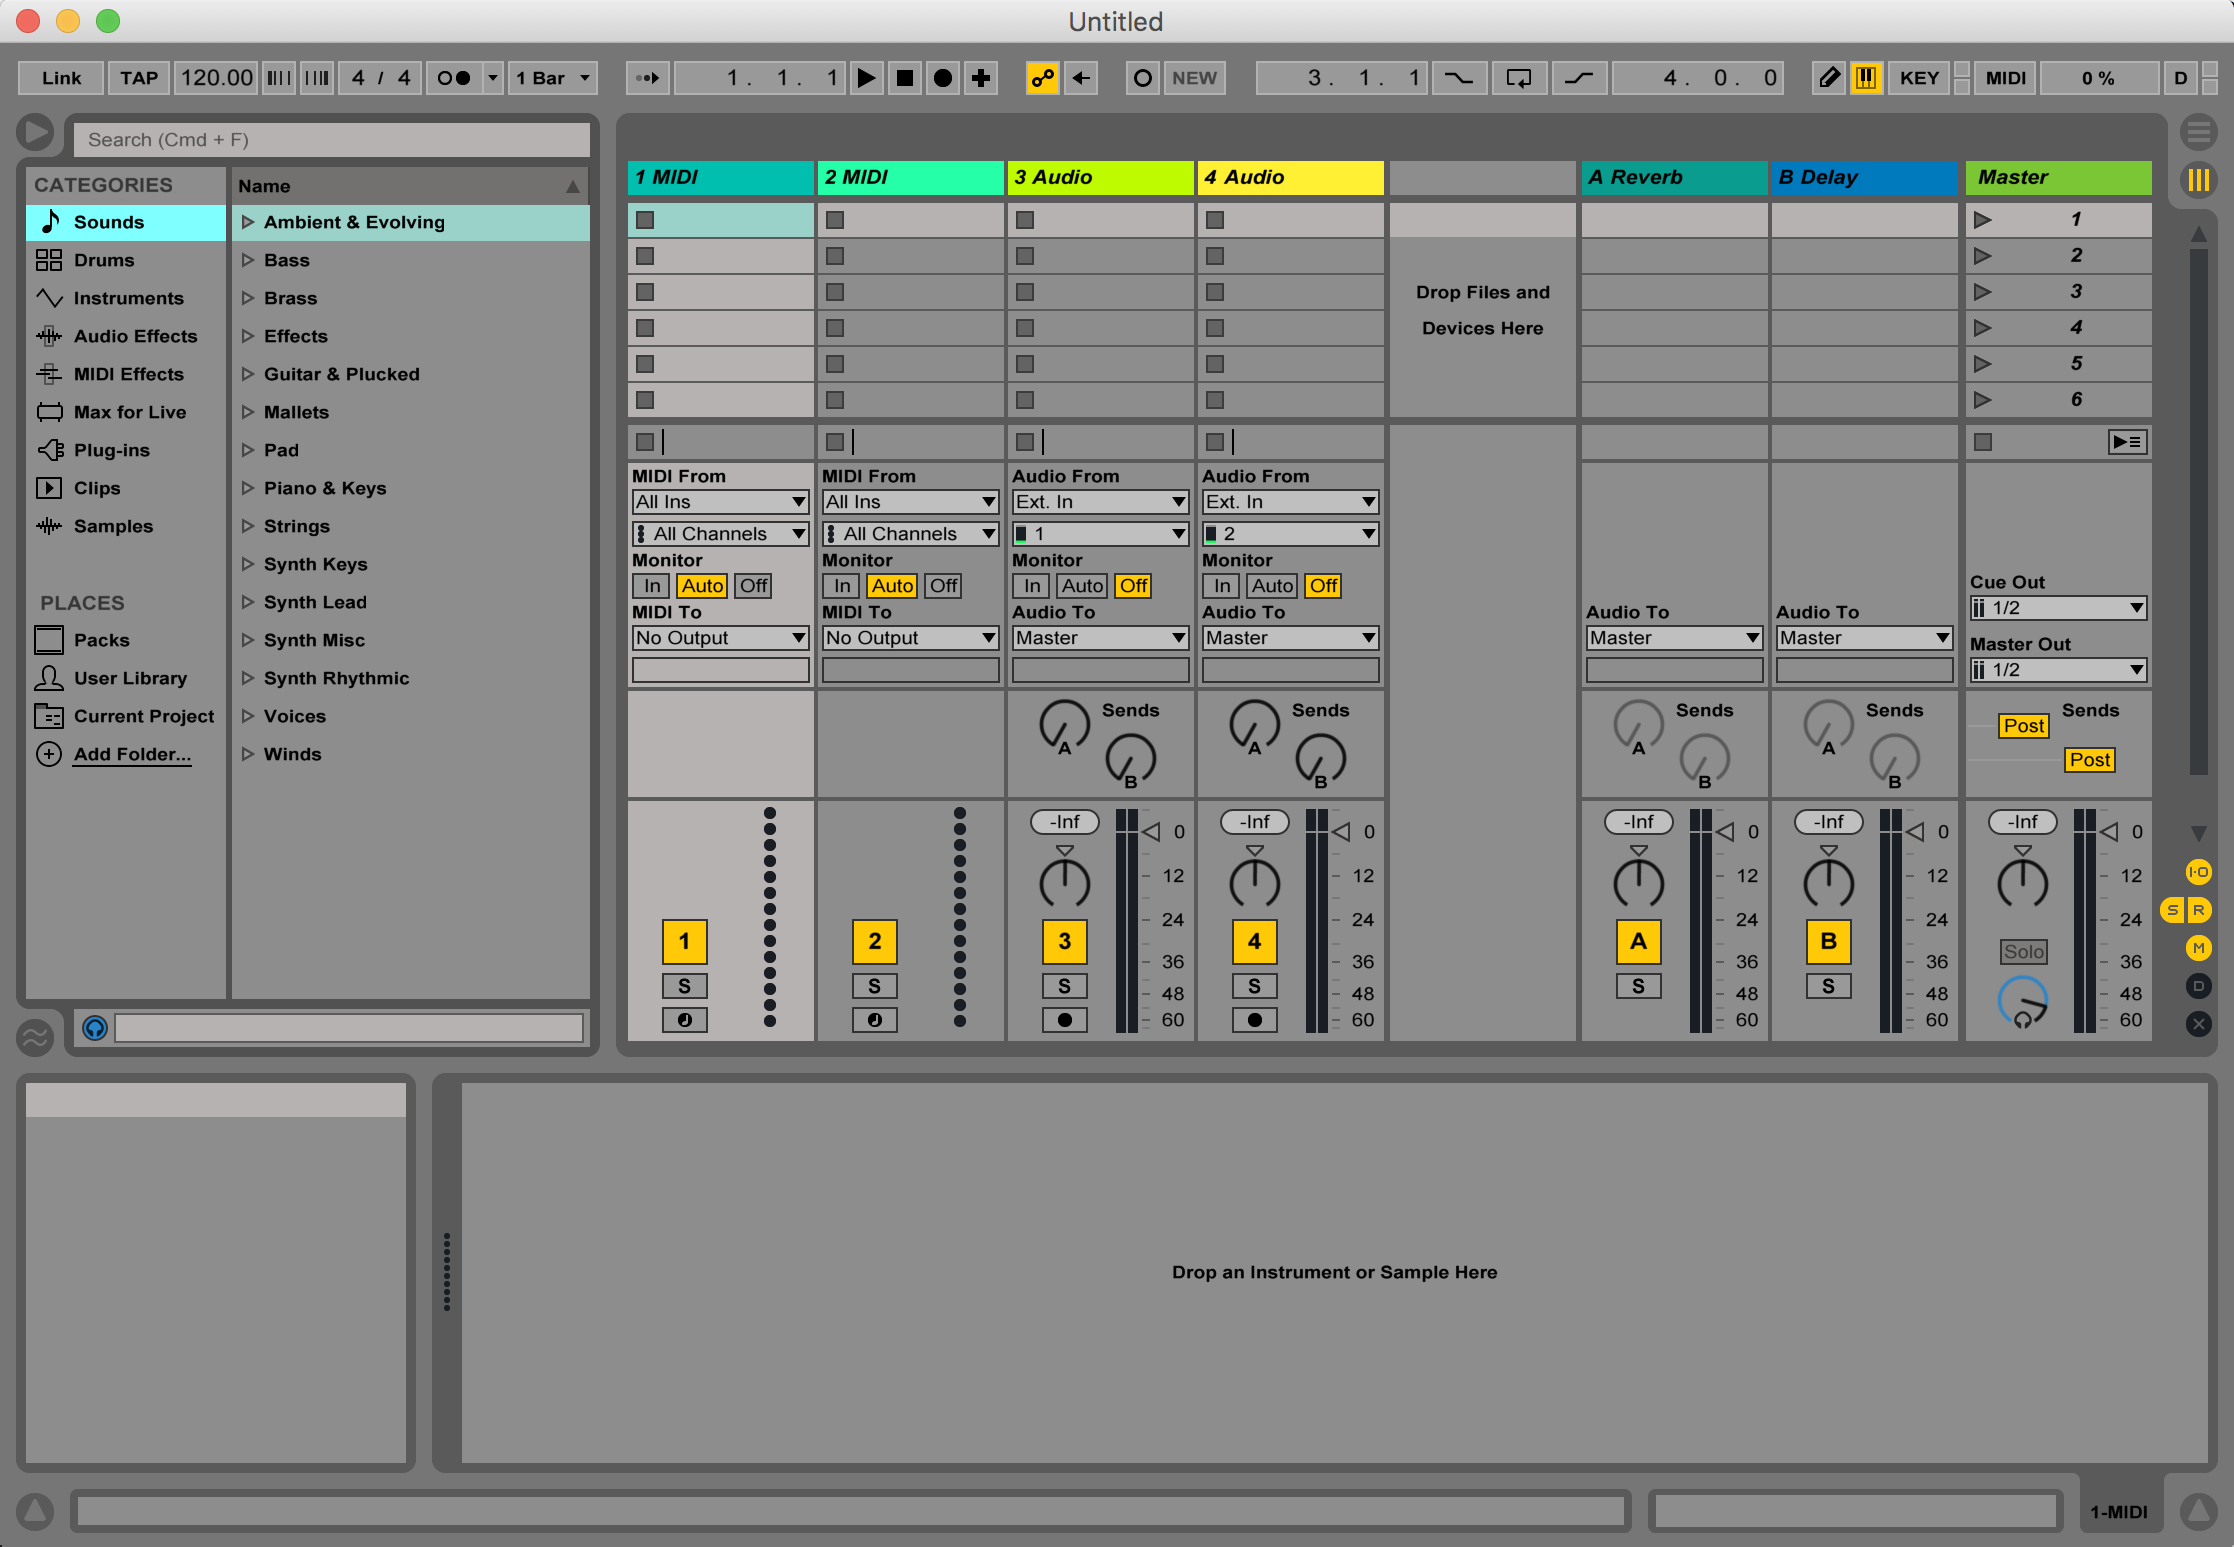 Untitled
Link TAP 120.00 4 / 4 1 Bar 1. 1. 1 NEW 3. 1. 1 4. 0. 0 KEY MIDI 0 % D
Search (Cmd + F)
CATEGORIES
Sounds
Drums
Instruments
Audio Effects
MIDI Effects
Max for Live
Plug-ins
Clips
Samples
PLACES
Packs
User Library
Current Project
Add Folder...
Name
Ambient & Evolving
Bass
Brass
Effects
Guitar & Plucked
Mallets
Pad
Piano & Keys
Strings
Synth Keys
Synth Lead
Synth Misc
Synth Rhythmic
Voices
Winds
1 MIDI 2 MIDI 3 Audio 4 Audio A Reverb B Delay Master
1
2
Drop Files and 3
Devices Here 4
5
6
MIDI From MIDI From Audio From Audio From
All Ins All Ins Ext. In Ext. In
All Channels All Channels 1 2
Monitor Monitor Monitor Monitor
In Auto Off In Auto Off In Auto Off In Auto Off Cue Out
MIDI To MIDI To Audio To Audio To Audio To Audio To 1/2
No Output No Output Master Master Master Master Master Out
1/2
Sends Sends Sends Sends Sends
A A A A Post
B B B B Post
-Inf 0 -Inf 0 -Inf 0 -Inf 0 -Inf 0
12 12 12 12 12 I-O
24 24 24 24 24 S R
1 2 3 4 A B Solo M
36 36 36 36 36
S S S S S S D
48 48 48 48 48
60 60 60 60 60
Drop an Instrument or Sample Here
1-MIDI